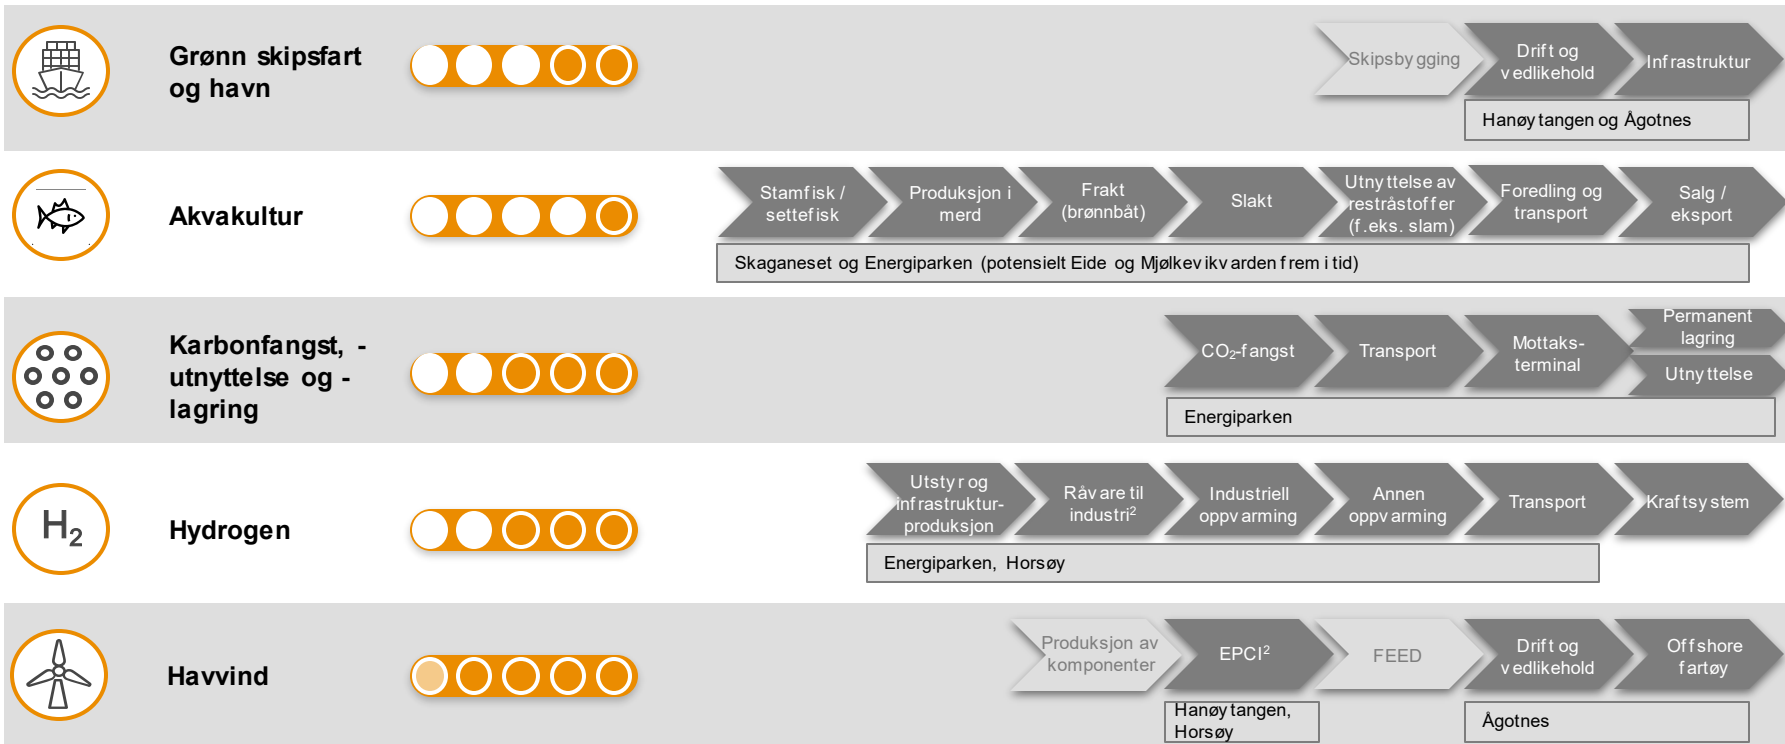 Grønn skipsfart
og havn
Skipsbygging
Drift og
vedlikehold
Infrastruktur
Hanøytangen og Ågotnes
Akvakultur
Stamfisk /
settefisk
Produksjon i
merd
Frakt
(brønnbåt)
Slakt
Utnyttelse av
restråstoffer
(f.eks. slam)
Foredling og
transport
Salg /
eksport
Skaganeset og Energiparken (potensielt Eide og Mjølkevikvarden frem i tid)
Karbonfangst, -
utnyttelse og -
lagring
CO₂-fangst
Transport
Mottaks-
terminal
Permanent
lagring
Utnyttelse
Energiparken
H₂
Hydrogen
Utstyr og
infrastruktur-
produksjon
Råvare til
industri²
Industriell
oppvarming
Annen
oppvarming
Transport
Kraftsystem
Energiparken, Horsøy
Havvind
Produksjon av
komponenter
EPCI²
FEED
Drift og
vedlikehold
Offshore
fartøy
Hanøytangen,
Horsøy
Ågotnes